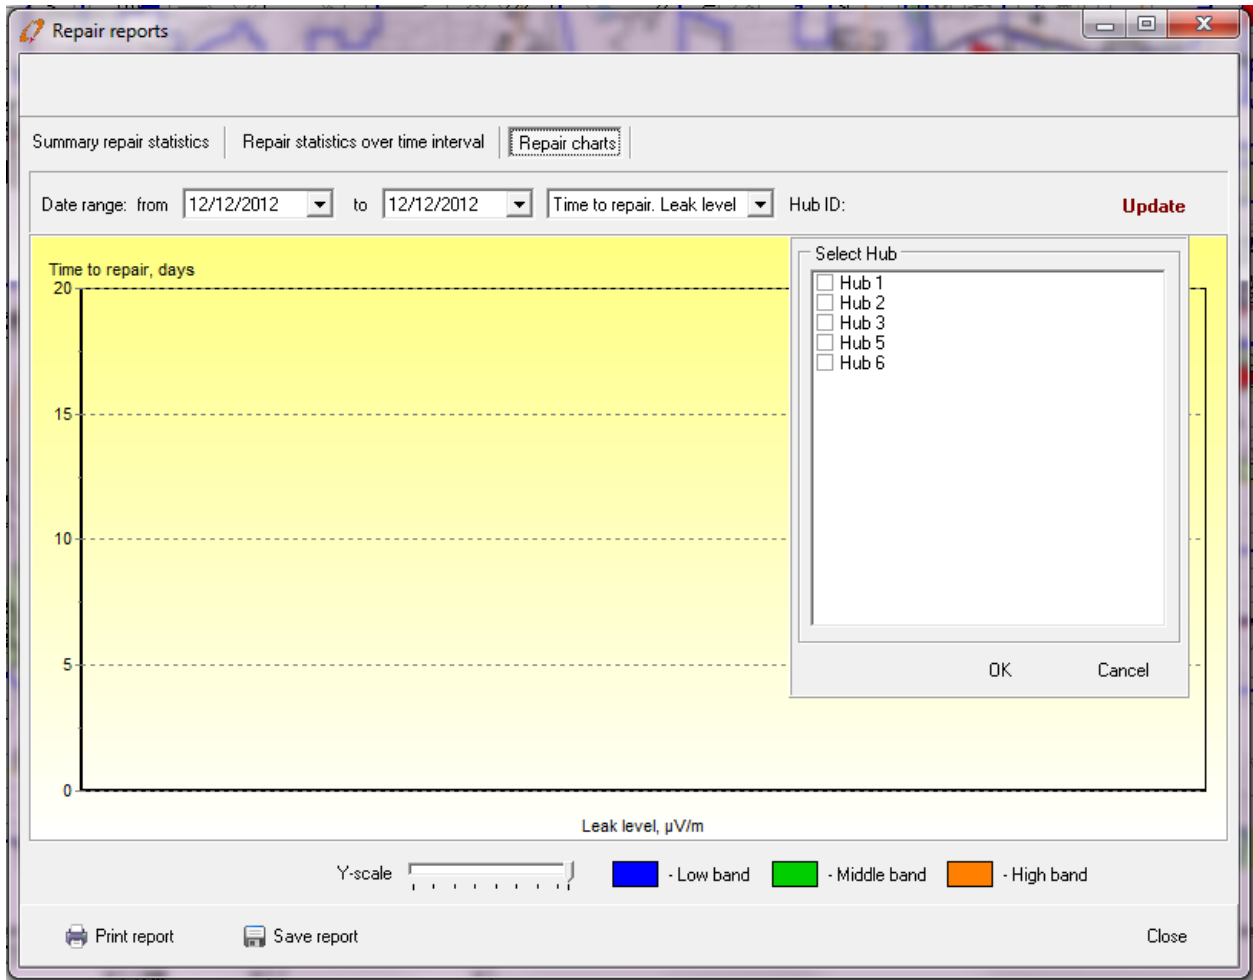 Repair reports
Summary repair statistics
Repair statistics over time interval
Repair charts
Date range: from 12/12/2012 to 12/12/2012 Time to repair. Leak level Hub ID: Update
Select Hub
Hub 1
Hub 2
Hub 3
Hub 5
Hub 6
OK Cancel
Time to repair, days
20
15
10
5
0
Leak level, µV/m
Y-scale - Low band - Middle band - High band
Print report Save report Close